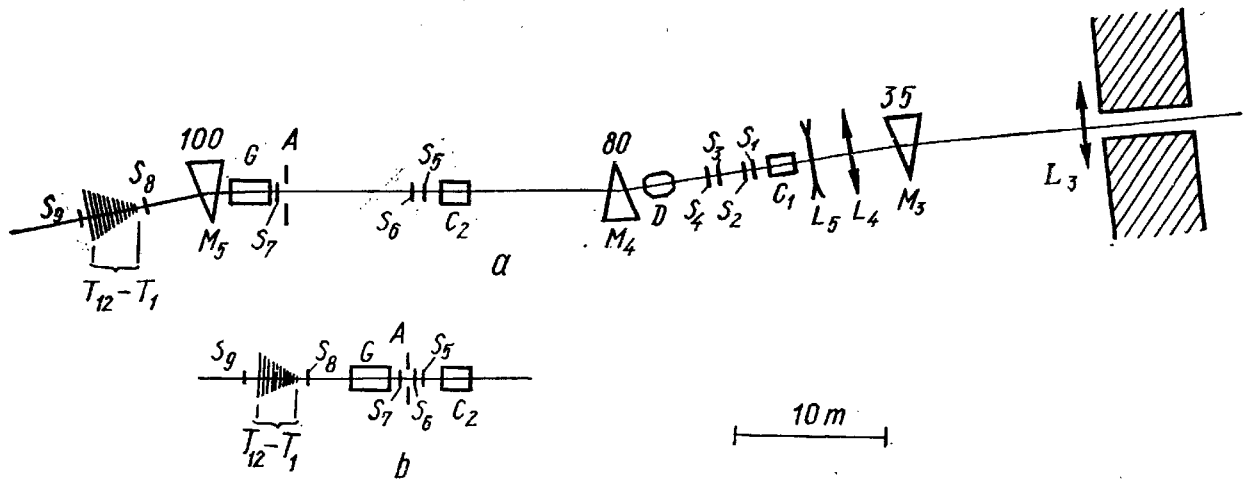 100
G
A
S₈
S₉
M₅
S₇
T₁₂–T₁
S₆
S₅
C₂
a
80
M₄
D
S₃
S₄
S₁
S₂
C₁
L₅
L₄
35
M₃
L₃
S₉
S₈
G
A
S₇
S₆
S₅
C₂
T₁₂–T₁
b
10 m